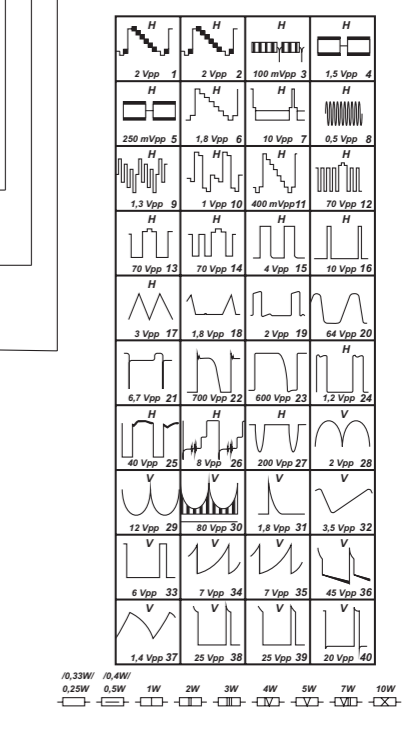 H H H H
2 Vpp 1 2 Vpp 2 100 mVpp 3 1,5 Vpp 4
H H H H
250 mVpp 5 1,8 Vpp 6 10 Vpp 7 0,5 Vpp 8
H H H H
1,3 Vpp 9 1 Vpp 10 400 mVpp 11 70 Vpp 12
H H H H
70 Vpp 13 70 Vpp 14 4 Vpp 15 10 Vpp 16
H
3 Vpp 17 1,8 Vpp 18 2 Vpp 19 64 Vpp 20
H
6,7 Vpp 21 700 Vpp 22 600 Vpp 23 1,2 Vpp 24
H H H V
40 Vpp 25 8 Vpp 26 200 Vpp 27 2 Vpp 28
V V V V
12 Vpp 29 80 Vpp 30 1,8 Vpp 31 3,5 Vpp 32
V V V V
6 Vpp 33 7 Vpp 34 7 Vpp 35 45 Vpp 36
V V V V
1,4 Vpp 37 25 Vpp 38 25 Vpp 39 20 Vpp 40
/0,33W/ /0,4W/
0,25W 0,5W 1W 2W 3W 4W 5W 7W 10W